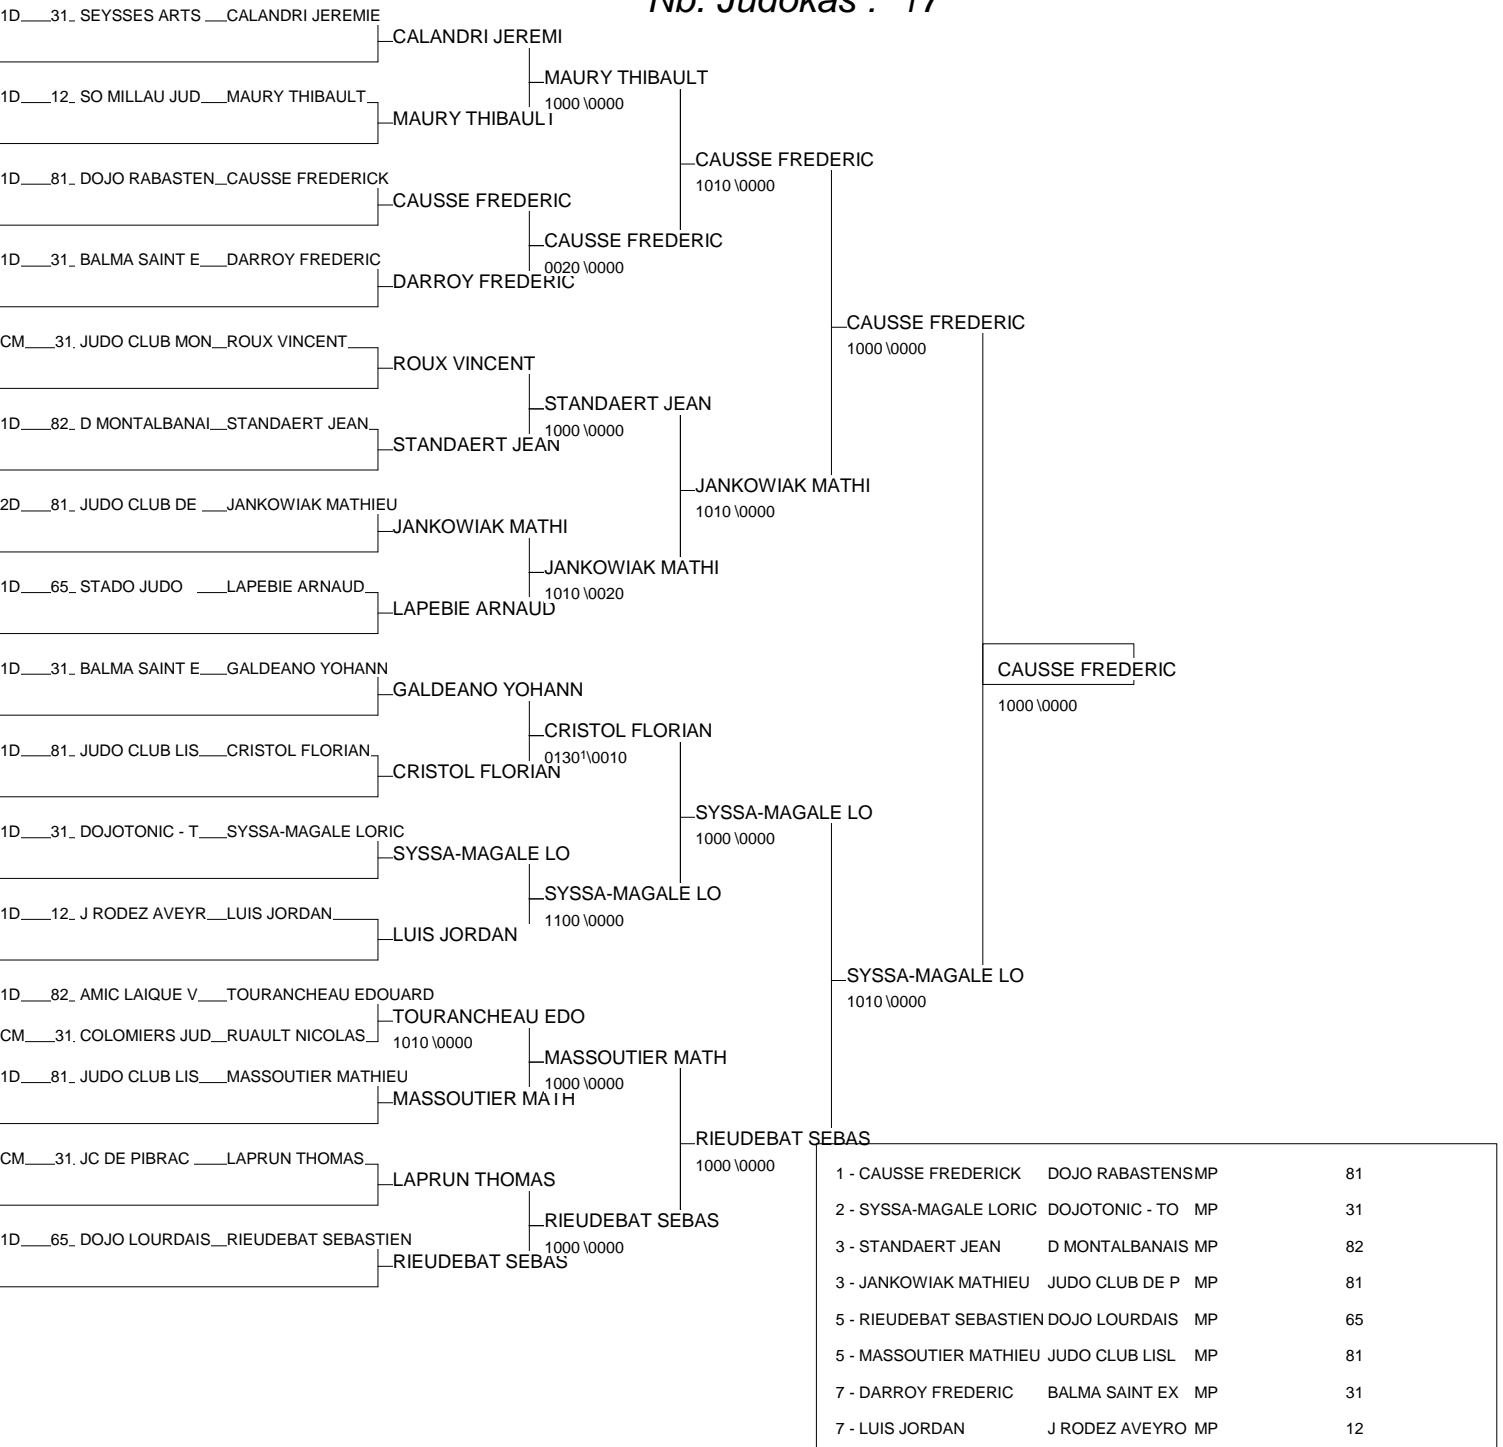 Nb. Judokas : 17
1D 31 SEYSSES ARTS CALANDRI JEREMIE
CALANDRI JEREMI
MAURY THIBAULT
1D 12 SO MILLAU JUD MAURY THIBAULT
1000 \0000
MAURY THIBAULT
CAUSSE FREDERIC
1D 81 DOJO RABASTEN CAUSSE FREDERICK
1010 \0000
CAUSSE FREDERIC
CAUSSE FREDERIC
1D 31 BALMA SAINT E DARROY FREDERIC
0020 \0000
DARROY FREDERIC
CAUSSE FREDERIC
CM 31 JUDO CLUB MON ROUX VINCENT
1000 \0000
ROUX VINCENT
STANDAERT JEAN
1D 82 D MONTALBANAI STANDAERT JEAN
1000 \0000
STANDAERT JEAN
JANKOWIAK MATHI
2D 81 JUDO CLUB DE JANKOWIAK MATHIEU
1010 \0000
JANKOWIAK MATHI
JANKOWIAK MATHI
1D 65 STADO JUDO LAPEBIE ARNAUD
1010 \0020
LAPEBIE ARNAUD
1D 31 BALMA SAINT E GALDEANO YOHANN
CAUSSE FREDERIC
GALDEANO YOHANN
1000 \0000
CRISTOL FLORIAN
1D 81 JUDO CLUB LIS CRISTOL FLORIAN
0130¹\0010
CRISTOL FLORIAN
SYSSA-MAGALE LO
1D 31 DOJOTONIC - T SYSSA-MAGALE LORIC
1000 \0000
SYSSA-MAGALE LO
SYSSA-MAGALE LO
1D 12 J RODEZ AVEYR LUIS JORDAN
1100 \0000
LUIS JORDAN
SYSSA-MAGALE LO
1D 82 AMIC LAIQUE V TOURANCHEAU EDOUARD
1010 \0000
TOURANCHEAU EDO
CM 31 COLOMIERS JUD RUAULT NICOLAS
1010 \0000
MASSOUTIER MATH
1D 81 JUDO CLUB LIS MASSOUTIER MATHIEU
1000 \0000
MASSOUTIER MATH
RIEUDEBAT SEBAS
CM 31 JC DE PIBRAC LAPRUN THOMAS
1000 \0000
LAPRUN THOMAS
RIEUDEBAT SEBAS
1D 65 DOJO LOURDAIS RIEUDEBAT SEBASTIEN
1000 \0000
RIEUDEBAT SEBAS
1 - CAUSSE FREDERICK DOJO RABASTENS MP 81
2 - SYSSA-MAGALE LORIC DOJOTONIC - TO MP 31
3 - STANDAERT JEAN D MONTALBANAIS MP 82
3 - JANKOWIAK MATHIEU JUDO CLUB DE P MP 81
5 - RIEUDEBAT SEBASTIEN DOJO LOURDAIS MP 65
5 - MASSOUTIER MATHIEU JUDO CLUB LISL MP 81
7 - DARROY FREDERIC BALMA SAINT EX MP 31
7 - LUIS JORDAN J RODEZ AVEYRO MP 12